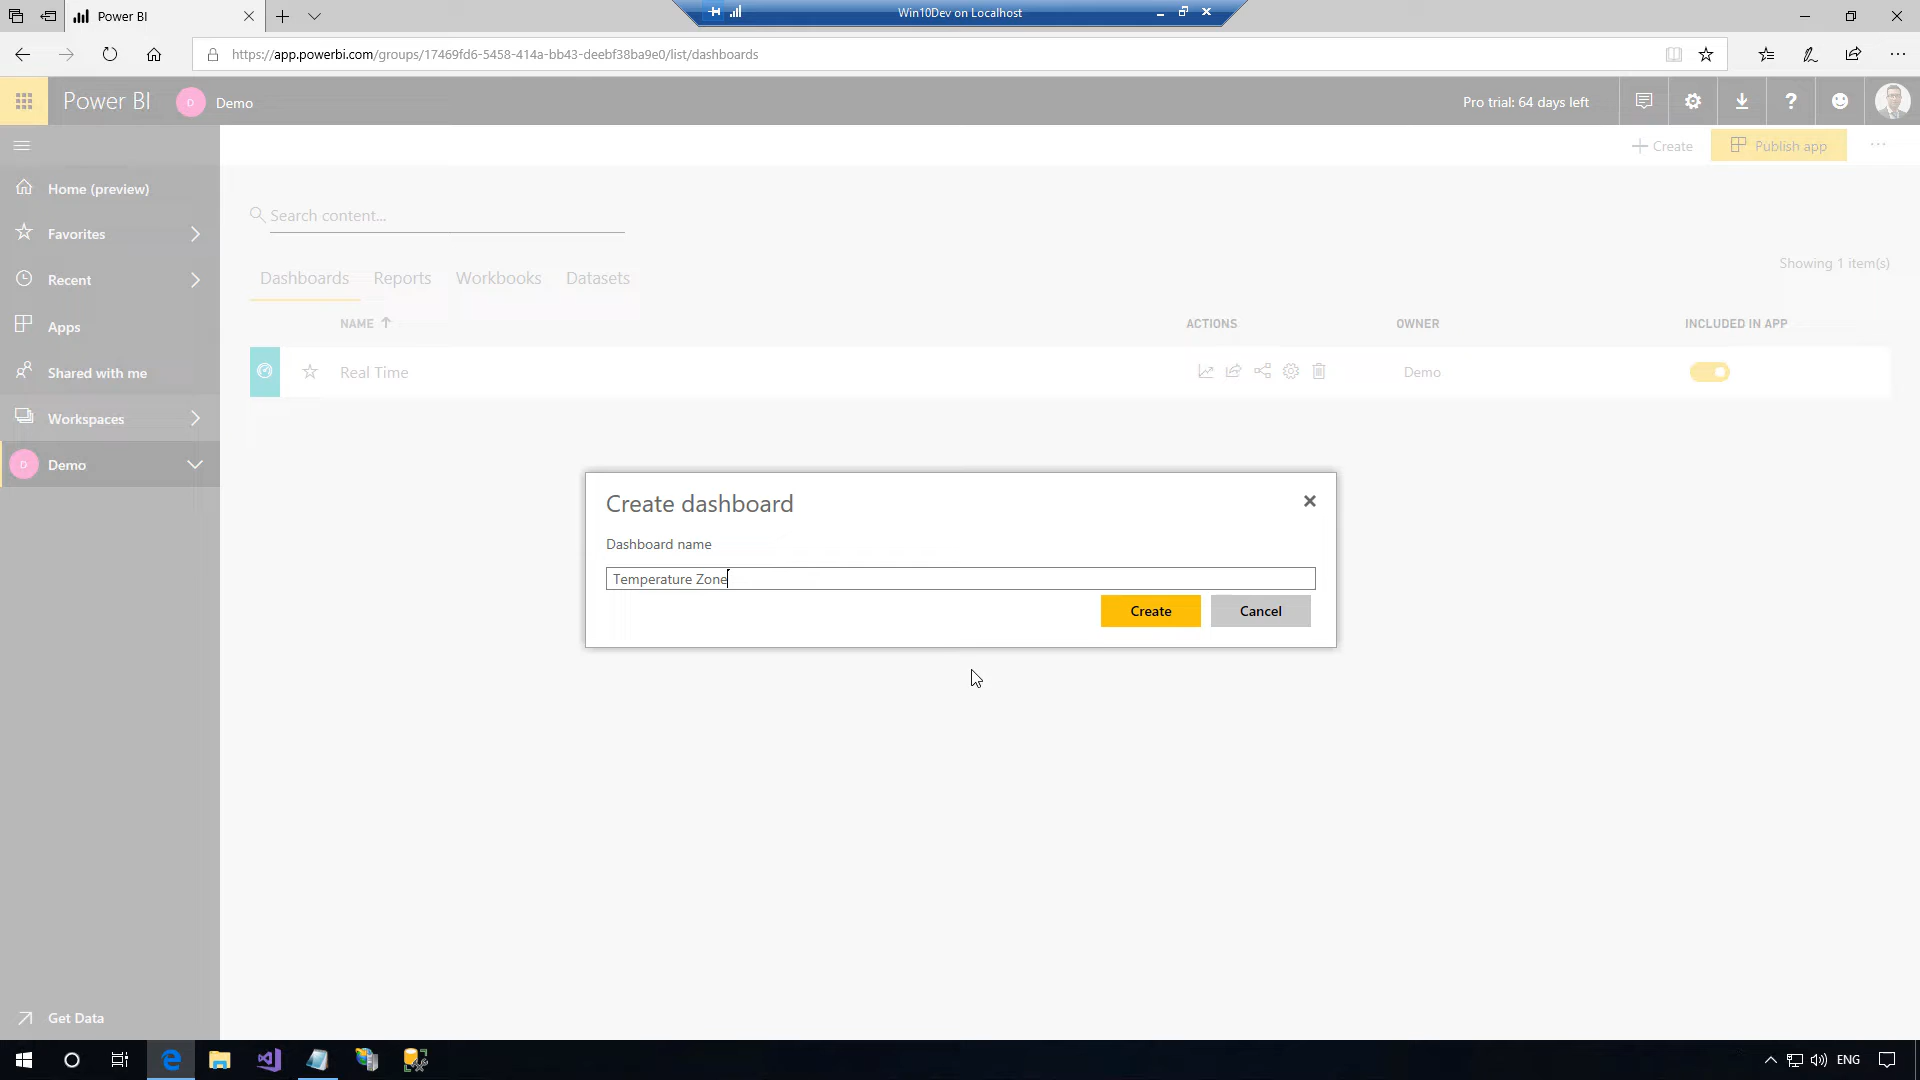 Power BI
Win10Dev on Localhost
https://app.powerbi.com/groups/17469fd6-5458-414a-bb43-deebf38ba9e0/list/dashboards
Power BI
D
Demo
Pro trial: 64 days left
?
Create
Publish app
Home (preview)
Favorites
Recent
Apps
Shared with me
Workspaces
D
Demo
Get Data
Search content...
Dashboards
Reports
Workbooks
Datasets
Showing 1 item(s)
NAME
ACTIONS
OWNER
INCLUDED IN APP
Real Time
Demo
Create dashboard
Dashboard name
Temperature Zone
Create
Cancel
ENG